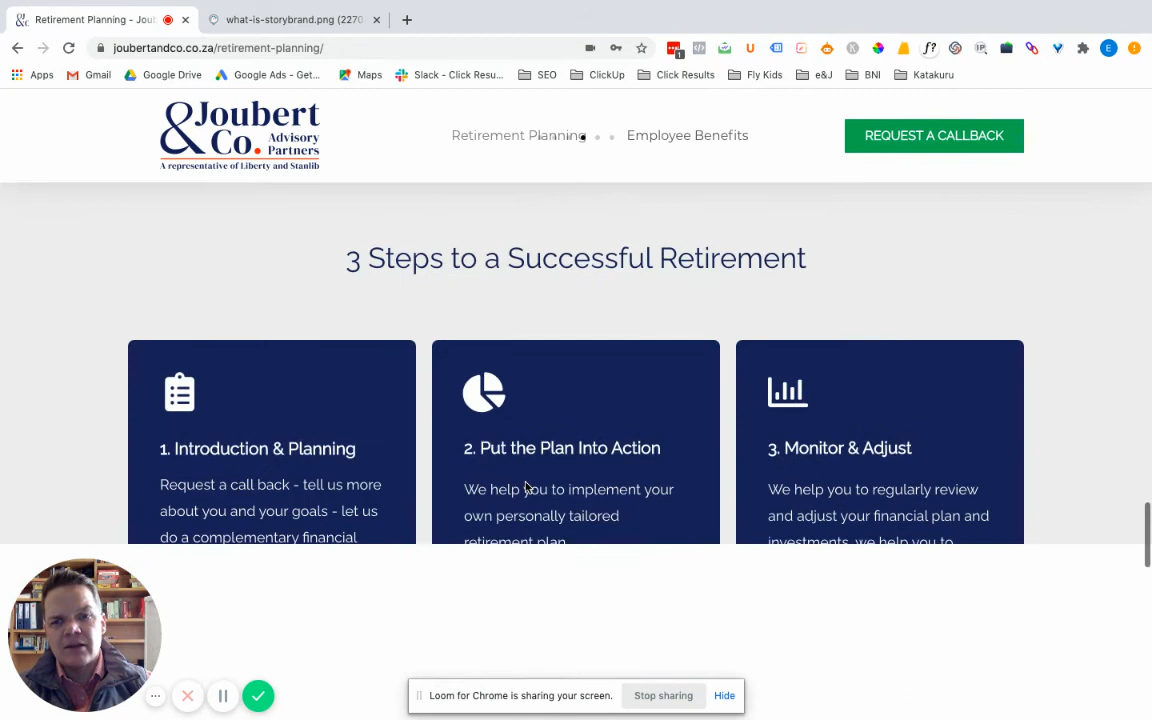 Retirement Planning - Joub
what-is-storybrand.png (2270
joubertandco.co.za/retirement-planning/
1
f?
IP
E
Apps
Gmail
Google Drive
Google Ads - Get...
Maps
Slack - Click Resu...
SEO
ClickUp
Click Results
Fly Kids
e&J
BNI
Katakuru
&Joubert
Co. Advisory
Partners
A representative of Liberty and Stanlib
Retirement Planning
Employee Benefits
REQUEST A CALLBACK
3 Steps to a Successful Retirement
1. Introduction & Planning
Request a call back - tell us more
about you and your goals - let us
do a complementary financial
2. Put the Plan Into Action
We help you to implement your
own personally tailored
retirement plan
3. Monitor & Adjust
We help you to regularly review
and adjust your financial plan and
investments, we help you to
Loom for Chrome is sharing your screen.
Stop sharing
Hide